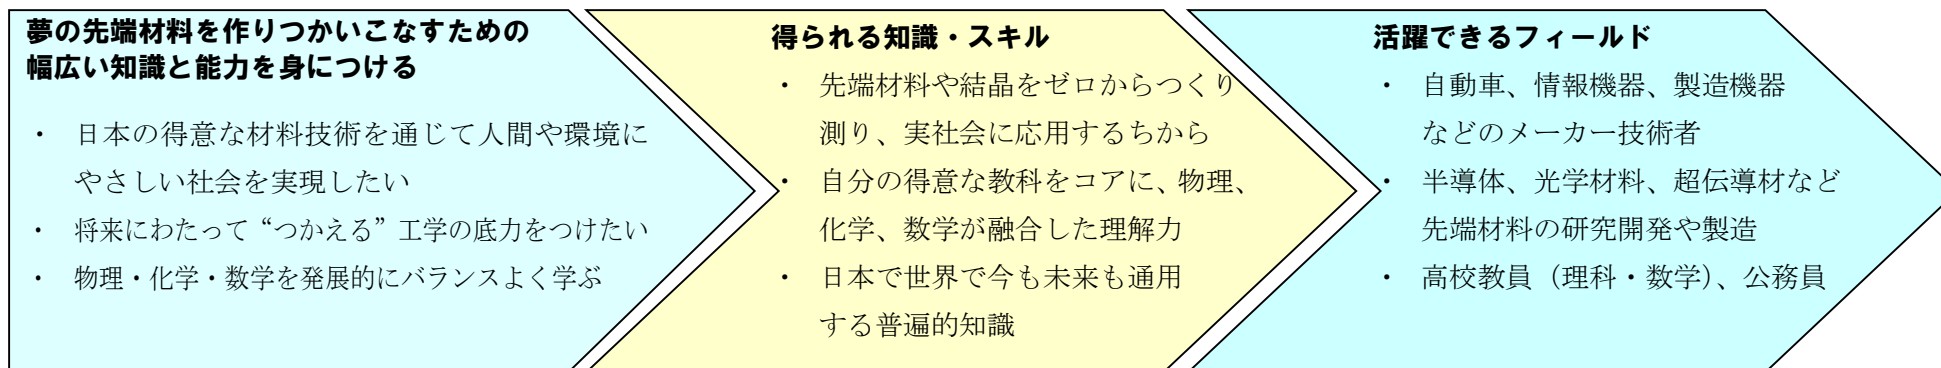 夢の先端材料を作りつかいこなすための
幅広い知識と能力を身につける
・ 日本の得意な材料技術を通じて人間や環境に
やさしい社会を実現したい
・ 将来にわたって“つかえる”工学の底力をつけたい
・ 物理・化学・数学を発展的にバランスよく学ぶ
得られる知識・スキル
・ 先端材料や結晶をゼロからつくり
測り、実社会に応用するちから
・ 自分の得意な教科をコアに、物理、
化学、数学が融合した理解力
・ 日本で世界で今も未来も通用
する普遍的知識
活躍できるフィールド
・ 自動車、情報機器、製造機器
などのメーカー技術者
・ 半導体、光学材料、超伝導材など
先端材料の研究開発や製造
・ 高校教員（理科・数学）、公務員